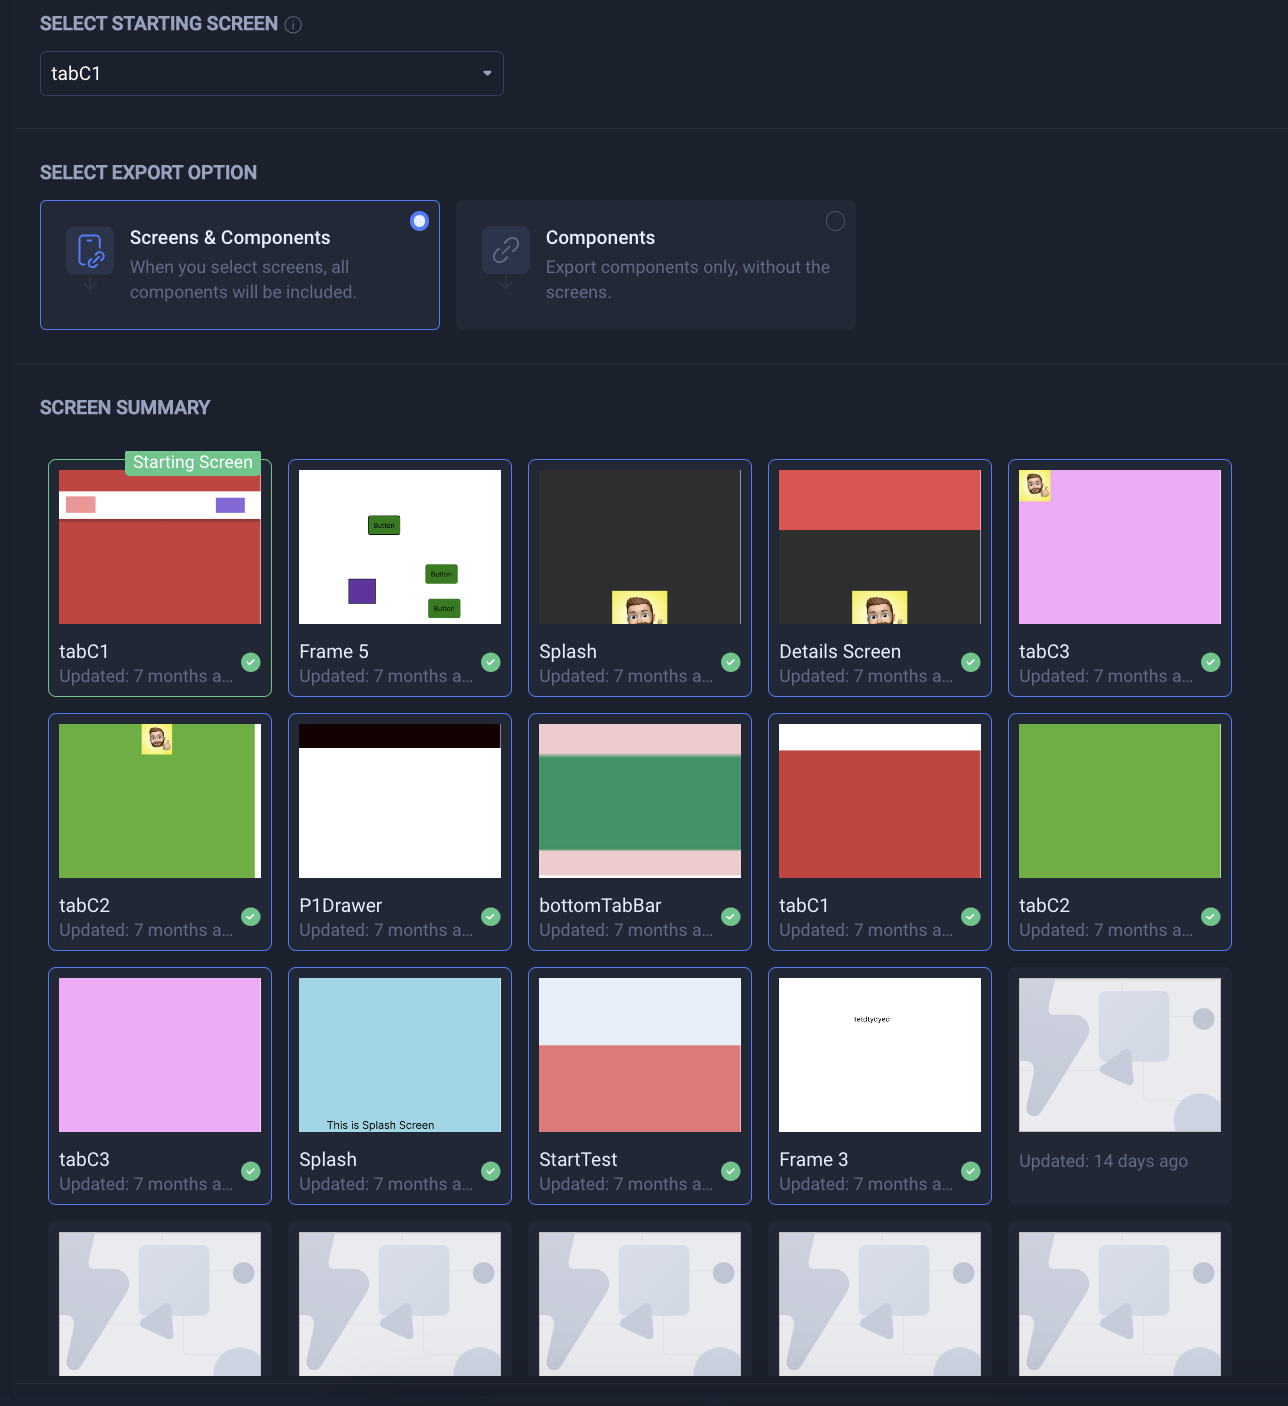 SELECT STARTING SCREEN
tabC1
SELECT EXPORT OPTION
Screens & Components
When you select screens, all
components will be included.
Components
Export components only, without the
screens.
SCREEN SUMMARY
Starting Screen
tabC1
Updated: 7 months a...
Button
Button
Button
Frame 5
Updated: 7 months a...
Splash
Updated: 7 months a...
Details Screen
Updated: 7 months a...
tabC3
Updated: 7 months a...
tabC2
Updated: 7 months a...
P1Drawer
Updated: 7 months a...
bottomTabBar
Updated: 7 months a...
tabC1
Updated: 7 months a...
tabC2
Updated: 7 months a...
tabC3
Updated: 7 months a...
This is Splash Screen
Splash
Updated: 7 months a...
StartTest
Updated: 7 months a...
tetdtydyed
Frame 3
Updated: 7 months a...
Updated: 14 days ago